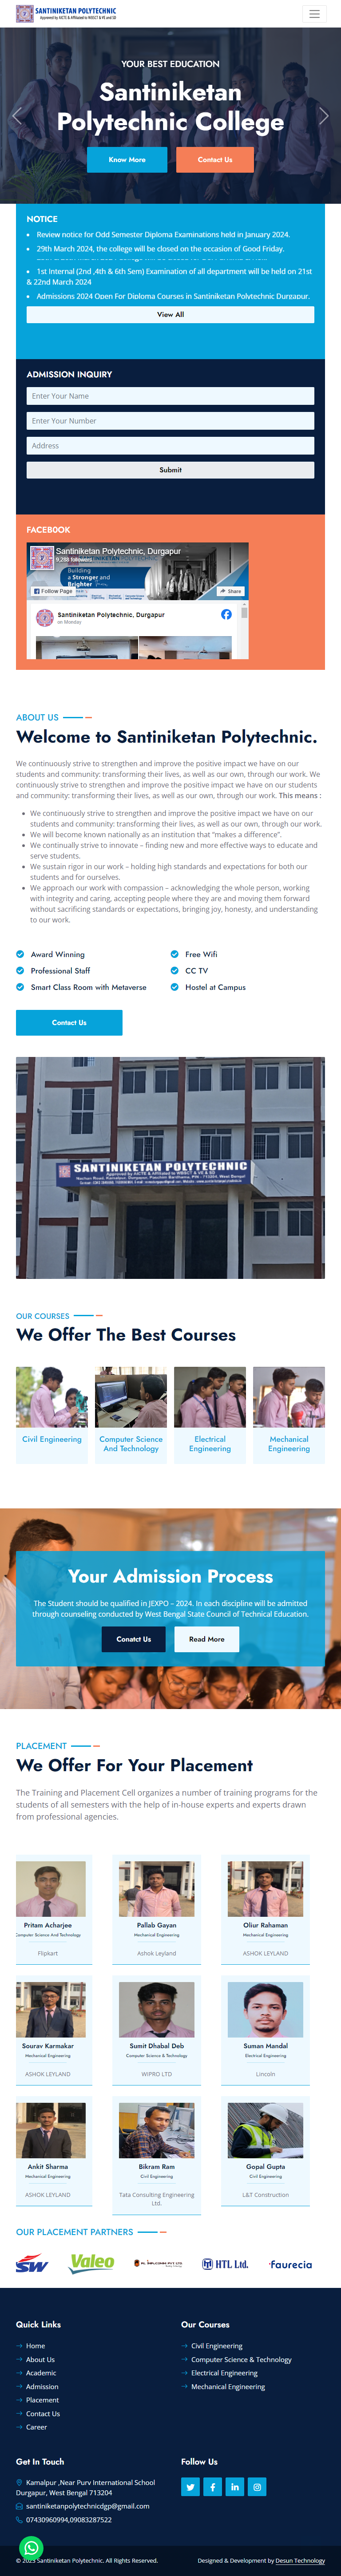 SANTINIKETAN POLYTECHNIC
Approved by AICTE & Affiliated to WBSCT & VE and SD
YOUR BEST EDUCATION
Santiniketan
Polytechnic College
Know More
Contact Us
NOTICE
Review notice for Odd Semester Diploma Examinations held in January 2024.
29th March 2024, the college will be closed on the occasion of Good Friday.
1st Internal (2nd ,4th & 6th Sem) Examination of all department will be held on 21st
& 22nd March 2024
Admissions 2024 Open For Diploma Courses in Santiniketan Polytechnic Durgapur.
View All
ADMISSION INQUIRY
Enter Your Name
Enter Your Number
Address
Submit
FACEBOOK
Santiniketan Polytechnic, Durgapur
9,263 followers
Building
a Stronger and
Brighter
Follow Page
Share
Santiniketan Polytechnic, Durgapur
on Monday
ABOUT US
Welcome to Santiniketan Polytechnic.
We continuously strive to strengthen and improve the positive impact we have on our
students and community: transforming their lives, as well as our own, through our work. We
continuously strive to strengthen and improve the positive impact we have on our students
and community: transforming their lives, as well as our own, through our work. This means :
We continuously strive to strengthen and improve the positive impact we have on our
students and community: transforming their lives, as well as our own, through our work.
We will become known nationally as an institution that “makes a difference”.
We continually strive to innovate – finding new and more effective ways to educate and
serve students.
We sustain rigor in our work – holding high standards and expectations for both our
students and for ourselves.
We approach our work with compassion – acknowledging the whole person, working
with integrity and caring, accepting people where they are and moving them forward
without sacrificing standards or expectations, bringing joy, honesty, and understanding
to our work.
Award Winning
Free Wifi
Professional Staff
CC TV
Smart Class Room with Metaverse
Hostel at Campus
Contact Us
SANTINIKETAN POLYTECHNIC
OUR COURSES
We Offer The Best Courses
Civil Engineering
Computer Science
And Technology
Electrical
Engineering
Mechanical
Engineering
Your Admission Process
The Student should be qualified in JEXPO – 2024. In each discipline will be admitted
through counseling conducted by West Bengal State Council of Technical Education.
Conatct Us
Read More
PLACEMENT
We Offer For Your Placement
The Training and Placement Cell organizes a number of training programs for the
students of all semesters with the help of in-house experts and experts drawn
from professional agencies.
Pritam Acharjee
Computer Science And Technology
Flipkart
Pallab Gayan
Mechanical Engineering
Ashok Leyland
Oliur Rahaman
Mechanical Engineering
ASHOK LEYLAND
Sourav Karmakar
Mechanical Engineering
ASHOK LEYLAND
Sumit Dhabal Deb
Computer Science & Technology
WIPRO LTD
Suman Mandal
Electrical Engineering
Lincoln
Ankit Sharma
Mechanical Engineering
ASHOK LEYLAND
Bikram Ram
Civil Engineering
Tata Consulting Engineering
Ltd.
Gopal Gupta
Civil Engineering
L&T Construction
OUR PLACEMENT PARTNERS
SW
Valeo
HTL Ltd.
faurecia
Quick Links
Home
About Us
Academic
Admission
Placement
Contact Us
Career
Our Courses
Civil Engineering
Computer Science & Technology
Electrical Engineering
Mechanical Engineering
Get In Touch
Kamalpur ,Near Purv International School
Durgapur, West Bengal 713204
santiniketanpolytechnicdgp@gmail.com
07430960994,09083287522
Follow Us
© 2023 Santiniketan Polytechnic. All Rights Reserved.
Designed & Development by Desun Technology